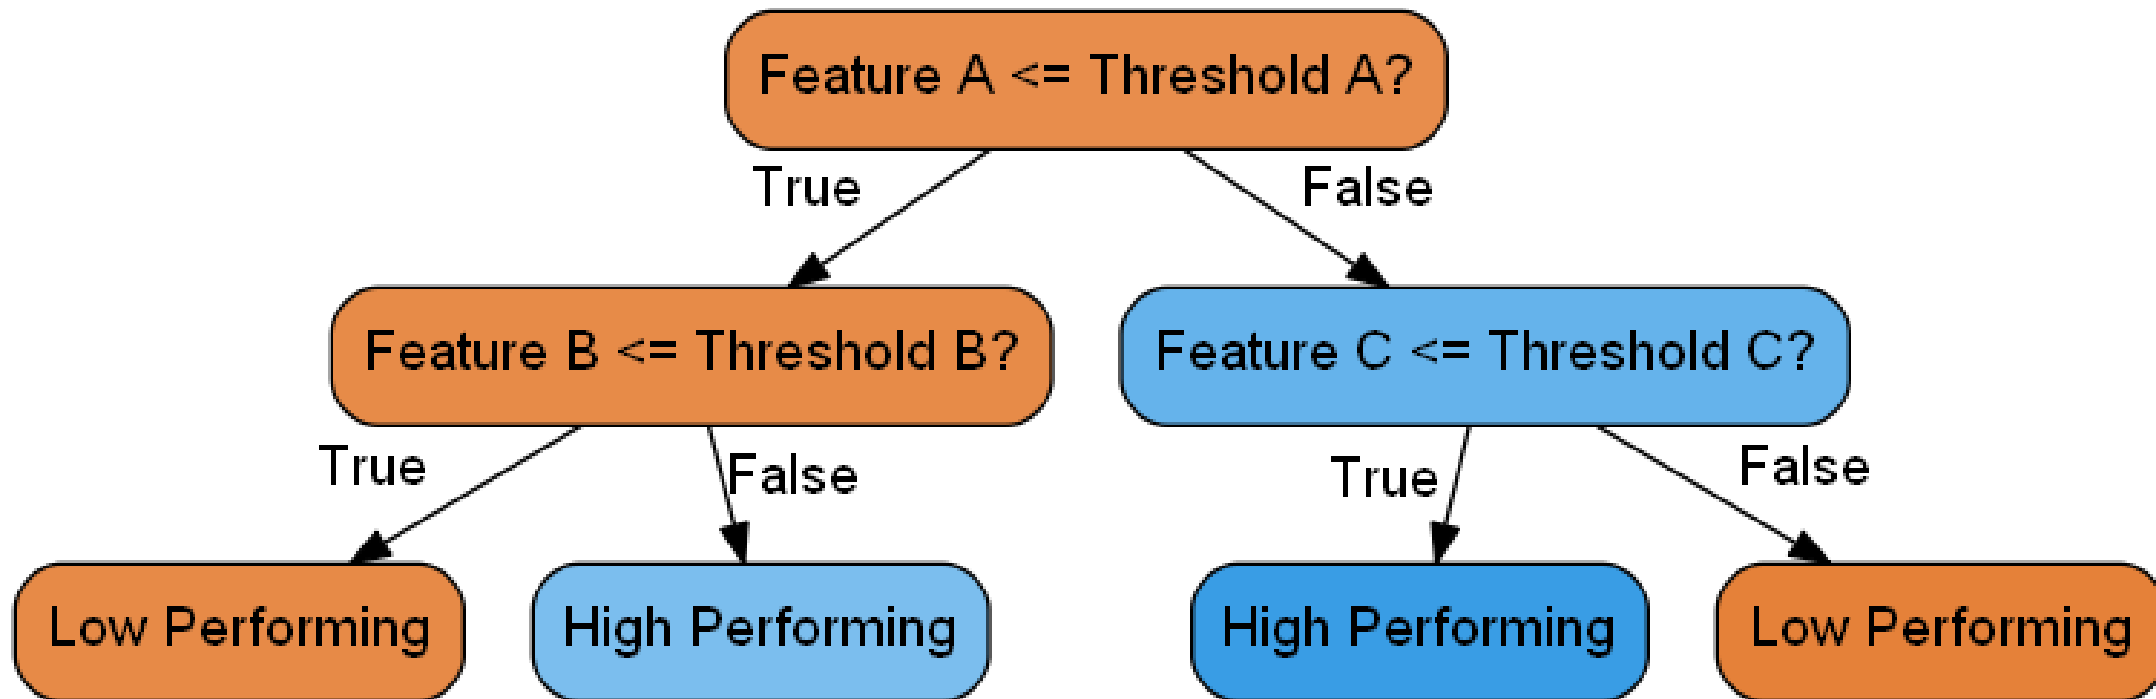 Feature A <= Threshold A?
True
False
Feature B <= Threshold B?
Feature C <= Threshold C?
True
False
True
False
Low Performing
High Performing
High Performing
Low Performing